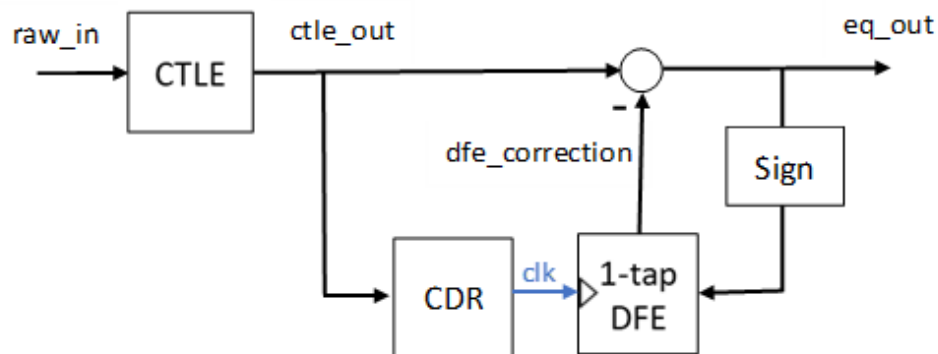 raw_in
ctle_out
eq_out
CTLE
-
dfe_correction
Sign
CDR
clk
1-tap
DFE